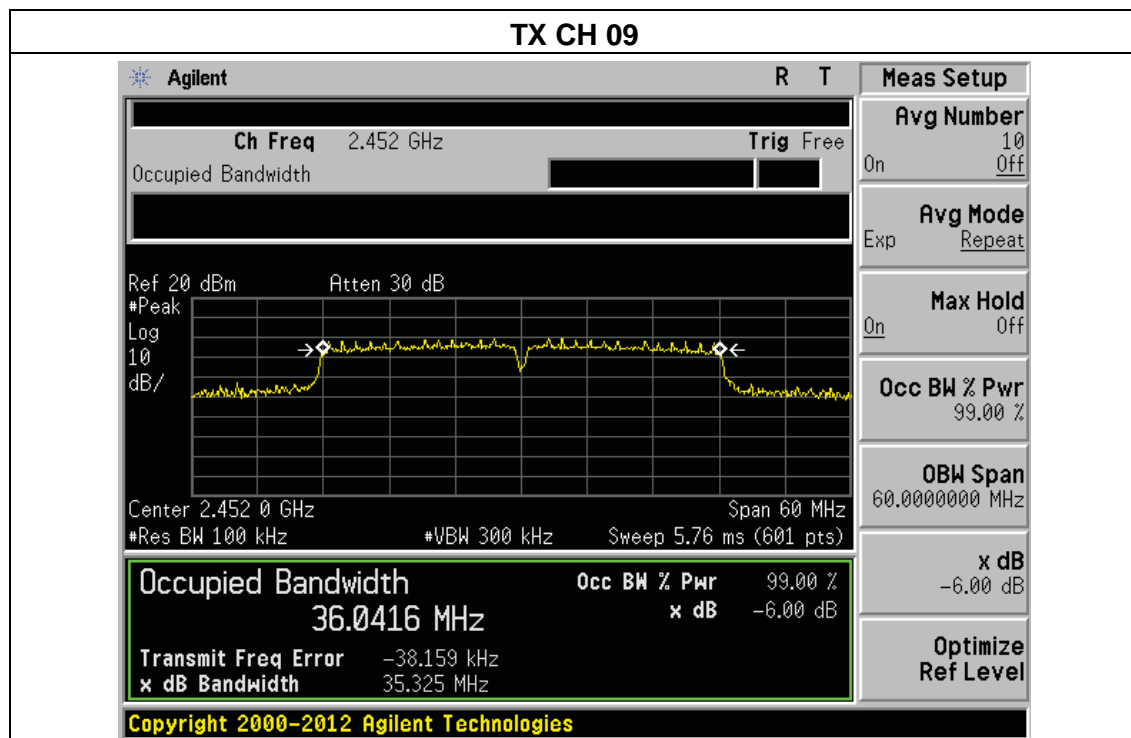 TX CH 09
Agilent R T
Ch Freq 2.452 GHz Trig Free
Occupied Bandwidth
Ref 20 dBm Atten 30 dB
#Peak
Log
10
dB/
Center 2.452 0 GHz Span 60 MHz
#Res BW 100 kHz #VBW 300 kHz Sweep 5.76 ms (601 pts)
Occupied Bandwidth Occ BW % Pwr 99.00 %
36.0416 MHz x dB -6.00 dB
Transmit Freq Error -38.159 kHz
x dB Bandwidth 35.325 MHz
Copyright 2000-2012 Agilent Technologies
Meas Setup
Avg Number
10
On Off
Avg Mode
Exp Repeat
Max Hold
On Off
Occ BW % Pwr
99.00 %
OBW Span
60.0000000 MHz
x dB
-6.00 dB
Optimize
Ref Level